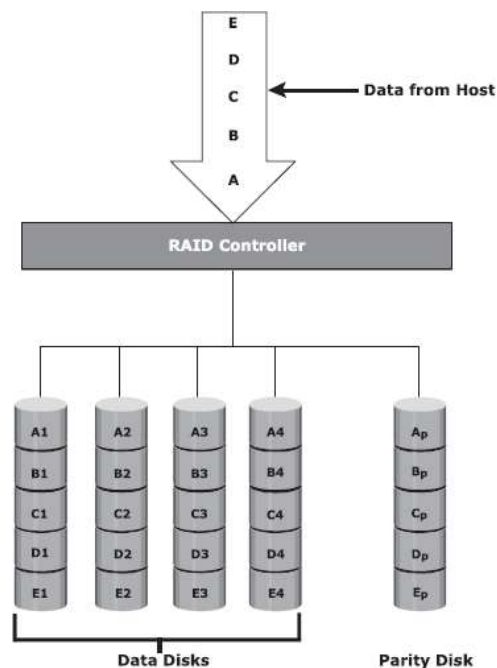 E
D
C
B
A
Data from Host
RAID Controller
A1 A2 A3 A4 Ap
B1 B2 B3 B4 Bp
C1 C2 C3 C4 Cp
D1 D2 D3 D4 Dp
E1 E2 E3 E4 Ep
Data Disks Parity Disk